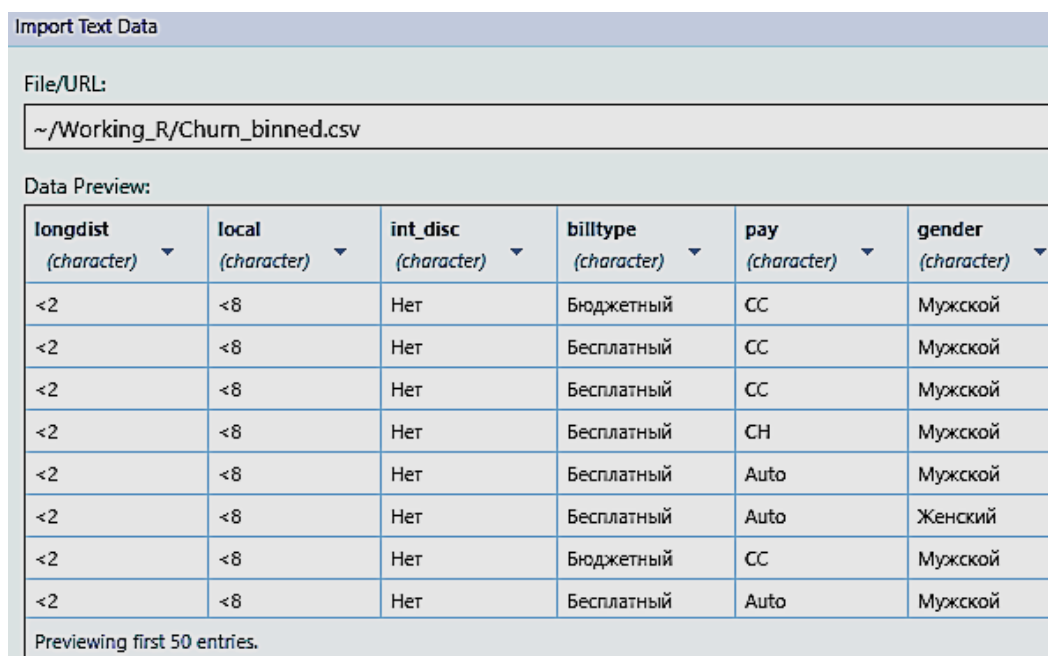 Import Text Data
File/URL:
~/Working_R/Churn_binned.csv
Data Preview:
longdist local int_disc billtype pay gender
(character) (character) (character) (character) (character) (character)
<2 <8 Нет Бюджетный CC Мужской
<2 <8 Нет Бесплатный CC Мужской
<2 <8 Нет Бесплатный CC Мужской
<2 <8 Нет Бесплатный CH Мужской
<2 <8 Нет Бесплатный Auto Мужской
<2 <8 Нет Бесплатный Auto Женский
<2 <8 Нет Бюджетный CC Мужской
<2 <8 Нет Бесплатный Auto Мужской
Previewing first 50 entries.